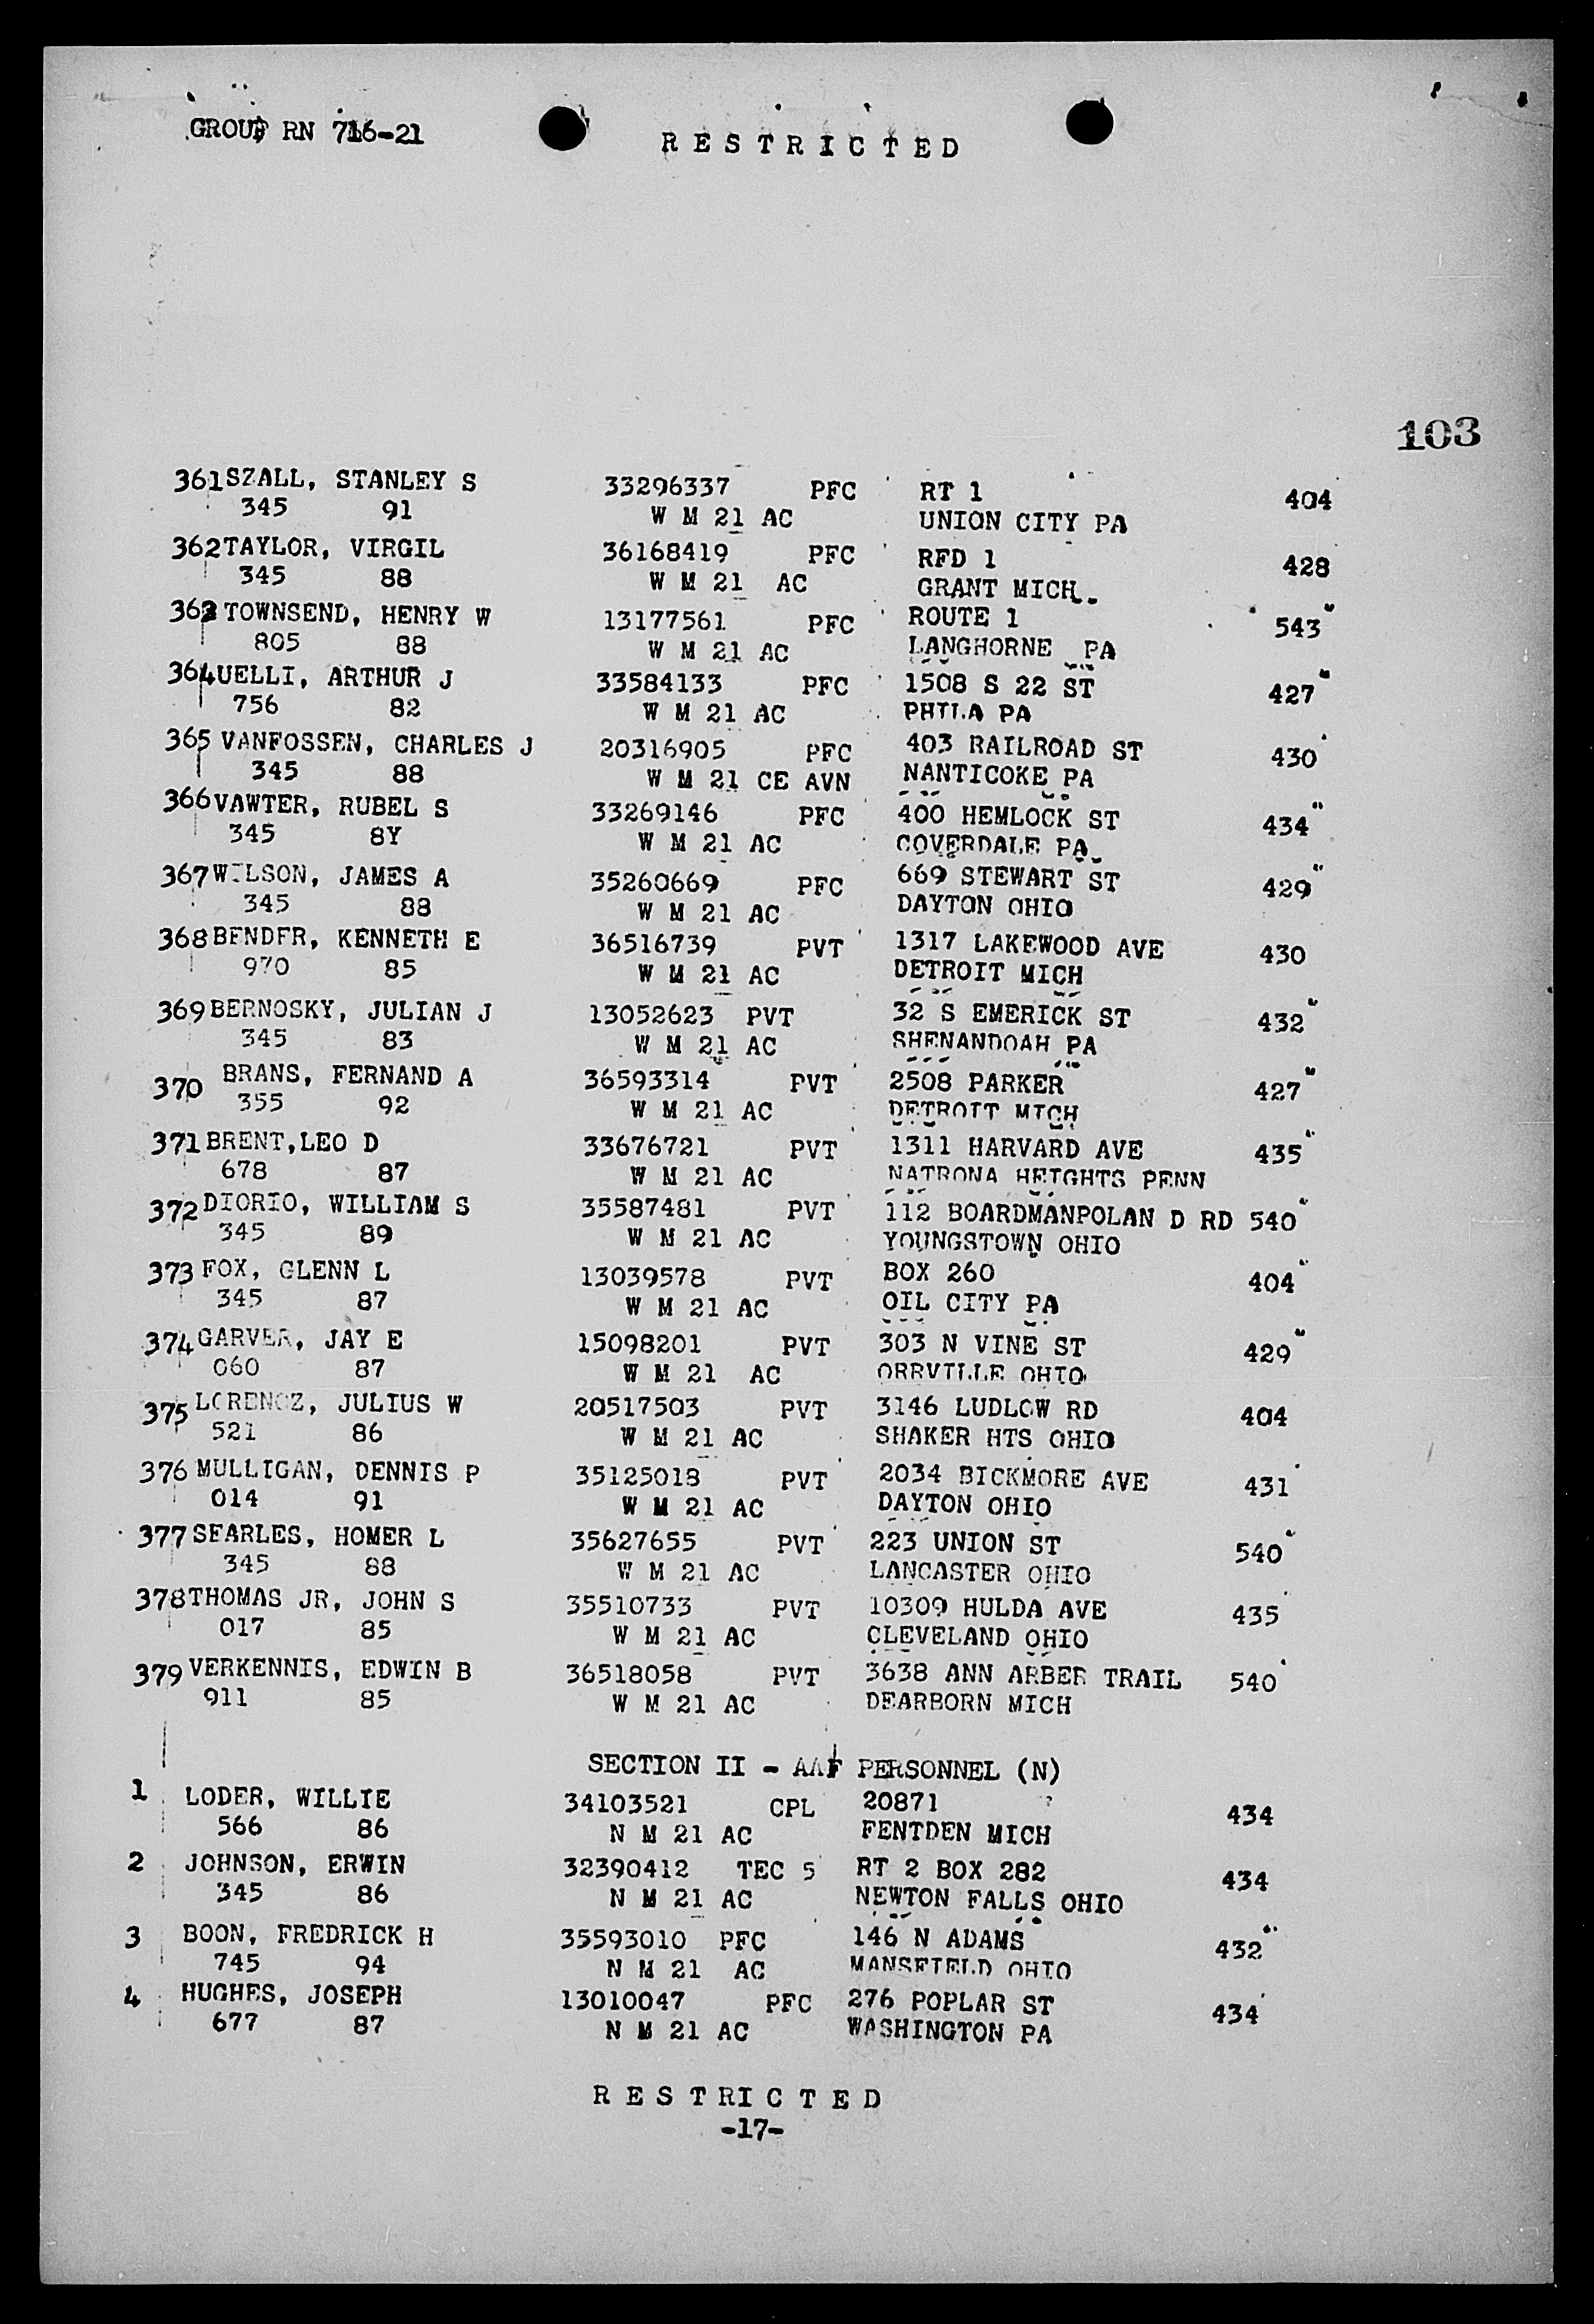 GROUP RN 716-21
RESTRICTED
103
361 SZALL, STANLEY S 33296337 PFC RT 1 404
345 91 W M 21 AC UNION CITY PA
362 TAYLOR, VIRGIL 36168419 PFC RFD 1 428
345 88 W M 21 AC GRANT MICH.
363 TOWNSEND, HENRY W 13177561 PFC ROUTE 1 543
805 88 W M 21 AC LANGHORNE PA
364 UELLI, ARTHUR J 33584133 PFC 1508 S 22 ST 427
756 82 W M 21 AC PHILA PA
365 VANFOSSEN, CHARLES J 20316905 PFC 403 RAILROAD ST 430
345 88 W M 21 CE AVN NANTICOKE PA
366 VAWTER, RUBEL S 33269146 PFC 400 HEMLOCK ST 434
345 8Y W M 21 AC COVERDALE PA
367 WILSON, JAMES A 35260669 PFC 669 STEWART ST 429
345 88 W M 21 AC DAYTON OHIO
368 BENDER, KENNETH E 36516739 PVT 1317 LAKEWOOD AVE 430
970 85 W M 21 AC DETROIT MICH
369 BERNOSKY, JULIAN J 13052623 PVT 32 S EMERICK ST 432
345 83 W M 21 AC SHENANDOAH PA
370 BRANS, FERNAND A 36593314 PVT 2508 PARKER 427
355 92 W M 21 AC DETROIT MICH
371 BRENT,LEO D 33676721 PVT 1311 HARVARD AVE 435
678 87 W M 21 AC NATRONA HEIGHTS PENN
372 DIORIO, WILLIAM S 35587481 PVT 112 BOARDMANPOLAN D RD 540
345 89 W M 21 AC YOUNGSTOWN OHIO
373 FOX, GLENN L 13039578 PVT BOX 260 404
345 87 W M 21 AC OIL CITY PA
374 GARVER, JAY E 15098201 PVT 303 N VINE ST 429
060 87 W M 21 AC ORRVILLE OHIO
375 LORENCZ, JULIUS W 20517503 PVT 3146 LUDLOW RD 404
521 86 W M 21 AC SHAKER HTS OHIO
376 MULLIGAN, DENNIS P 35125018 PVT 2034 BICKMORE AVE 431
014 91 W M 21 AC DAYTON OHIO
377 SEARLES, HOMER L 35627655 PVT 223 UNION ST 540
345 88 W M 21 AC LANCASTER OHIO
378 THOMAS JR, JOHN S 35510733 PVT 10309 HULDA AVE 435
017 85 W M 21 AC CLEVELAND OHIO
379 VERKENNIS, EDWIN B 36518058 PVT 3638 ANN ARBER TRAIL 540
911 85 W M 21 AC DEARBORN MICH
SECTION II - AAF PERSONNEL (N)
1 LODER, WILLIE 34103521 CPL 20871 434
566 86 N M 21 AC FENTDEN MICH
2 JOHNSON, ERWIN 32390412 TEC 5 RT 2 BOX 282 434
345 86 N M 21 AC NEWTON FALLS OHIO
3 BOON, FREDRICK H 35593010 PFC 146 N ADAMS 432
745 94 N M 21 AC MANSFIELD OHIO
4 HUGHES, JOSEPH 13010047 PFC 276 POPLAR ST 434
677 87 N M 21 AC WASHINGTON PA
RESTRICTED
-17-